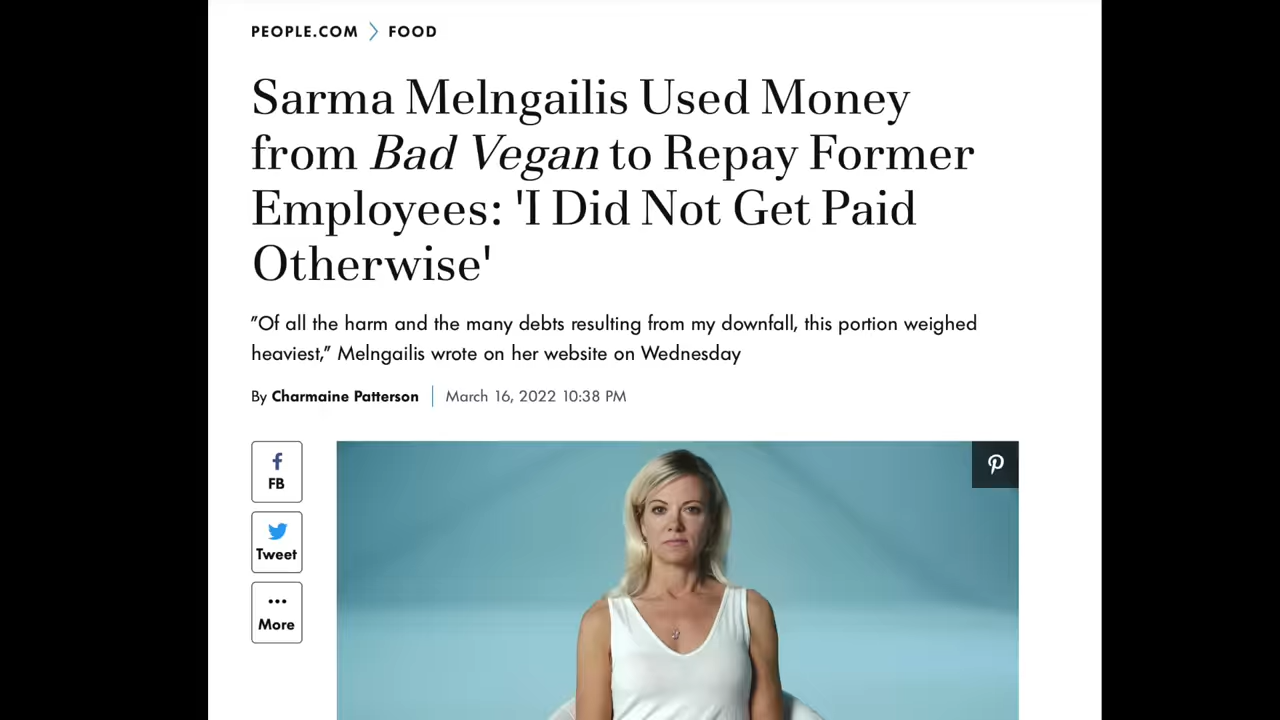 PEOPLE.COM > FOOD
Sarma Melngailis Used Money
from Bad Vegan to Repay Former
Employees: 'I Did Not Get Paid
Otherwise'
"Of all the harm and the many debts resulting from my downfall, this portion weighed
heaviest," Melngailis wrote on her website on Wednesday
By Charmaine Patterson | March 16, 2022 10:38 PM
FB
Tweet
More